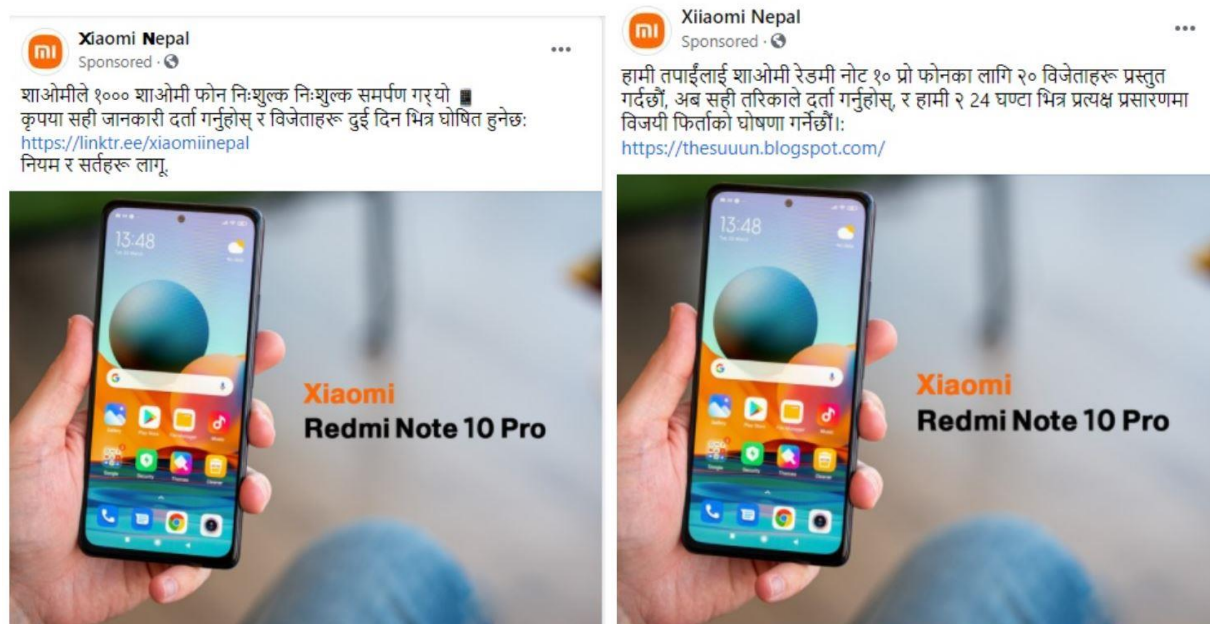 Xiaomi Nepal
Sponsored ·
शाओमीले १००० शाओमी फोन निःशुल्क निःशुल्क समर्पण गर्‍यो
कृपया सही जानकारी दर्ता गर्नुहोस् र विजेताहरू दुई दिन भित्र घोषित हुनेछ:
https://linktr.ee/xiaomiinepal
नियम र सर्तहरू लागू.
13:48
Xiaomi
Redmi Note 10 Pro
Xiiaomi Nepal
Sponsored ·
हामी तपाईंलाई शाओमी रेडमी नोट १० प्रो फोनका लागि २० विजेताहरू प्रस्तुत
गर्दछौं, अब सही तरिकाले दर्ता गर्नुहोस्, र हामी २ 24 घण्टा भित्र प्रत्यक्ष प्रसारणमा
विजयी फिर्ताको घोषणा गर्नेछौं।:
https://thesuuun.blogspot.com/
13:48
Xiaomi
Redmi Note 10 Pro